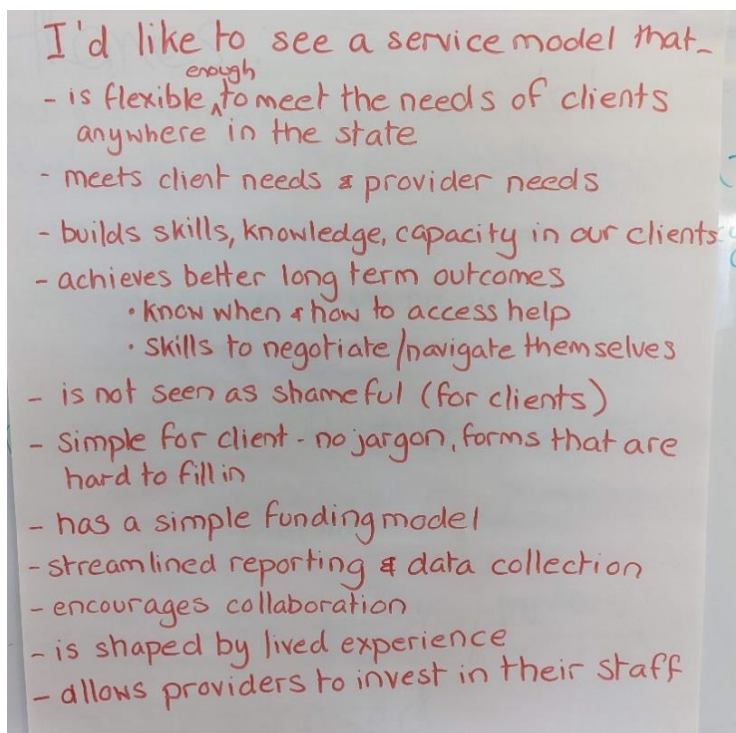 I'd like to see a service model that-
- is flexible enough to meet the needs of clients
anywhere in the state
- meets client needs & provider needs
- builds skills, knowledge, capacity in our clients
- achieves better long term outcomes
• know when & how to access help
• skills to negotiate/navigate themselves
- is not seen as shameful (for clients)
- simple for client - no jargon, forms that are
hard to fill in
- has a simple funding model
- streamlined reporting & data collection
- encourages collaboration
- is shaped by lived experience
- allows providers to invest in their staff